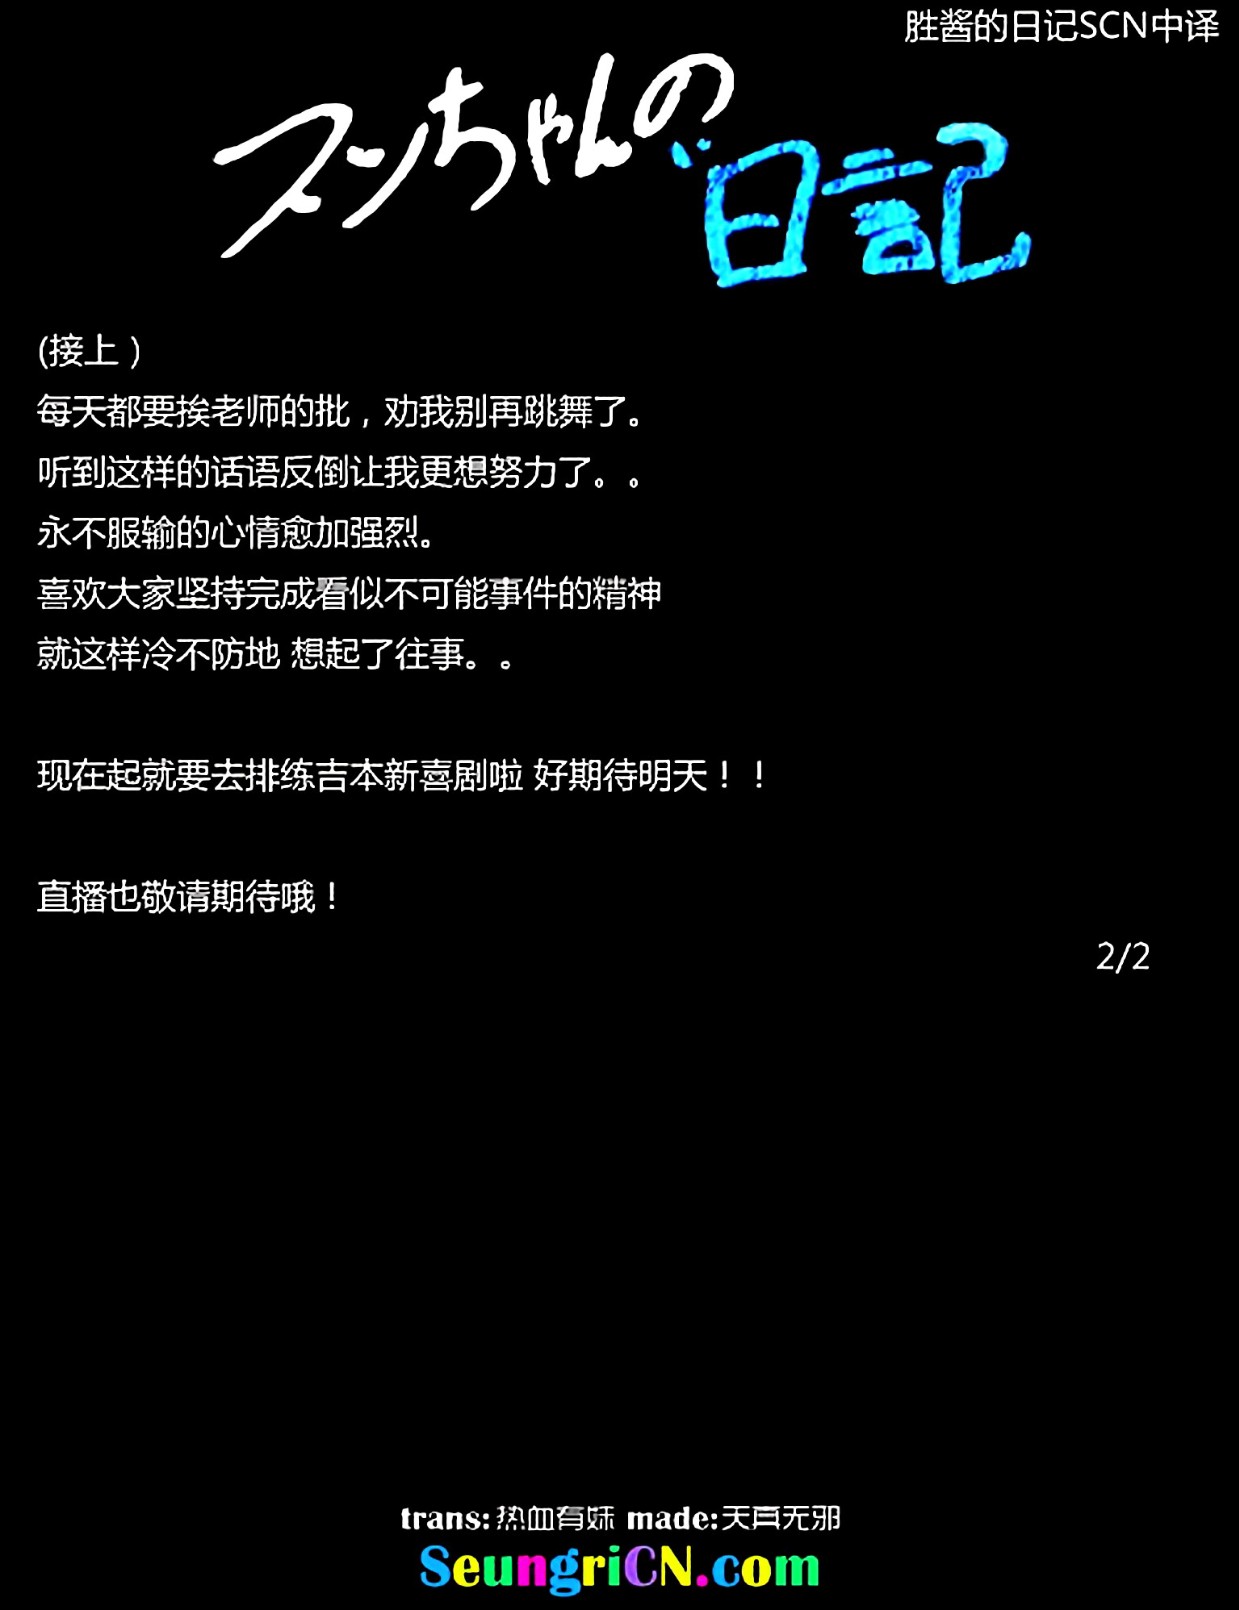 胜酱的日记SCN中译
スンちゃんの
日記
(接上）
每天都要挨老师的批，劝我别再跳舞了。
听到这样的话语反倒让我更想努力了。。
永不服输的心情愈加强烈。
喜欢大家坚持完成看似不可能事件的精神
就这样冷不防地 想起了往事。。
现在起就要去排练吉本新喜剧啦 好期待明天！！
直播也敬请期待哦！
2/2
trans:热血有妹 made:天真无邪
SeungriCN.com